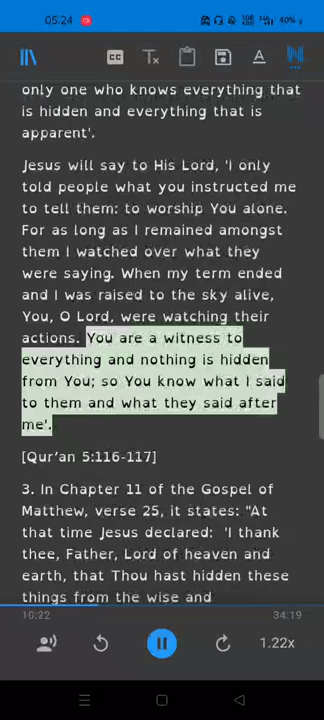 05:24
40%
CC
only one who knows everything that
is hidden and everything that is
apparent'.
Jesus will say to His Lord, 'I only
told people what you instructed me
to tell them: to worship You alone.
For as long as I remained amongst
them I watched over what they
were saying. When my term ended
and I was raised to the sky alive,
You, O Lord, were watching their
actions. You are a witness to
everything and nothing is hidden
from You; so You know what I said
to them and what they said after
me'.
[Qur'an 5:116-117]
3. In Chapter 11 of the Gospel of
Matthew, verse 25, it states: "At
that time Jesus declared:  'I thank
thee, Father, Lord of heaven and
earth, that Thou hast hidden these
things from the wise and
10:22 34:19
1.22x